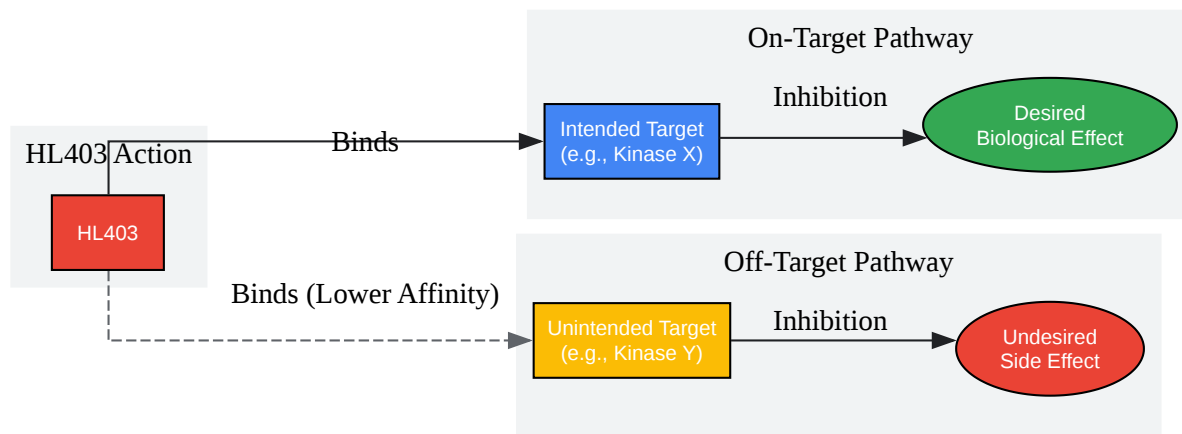 On-Target Pathway
Inhibition
Desired
Biological Effect
Intended Target
(e.g., Kinase X)
Binds
HL403 Action
HL403
Off-Target Pathway
Binds (Lower Affinity)
Inhibition
Unintended Target
(e.g., Kinase Y)
Undesired
Side Effect